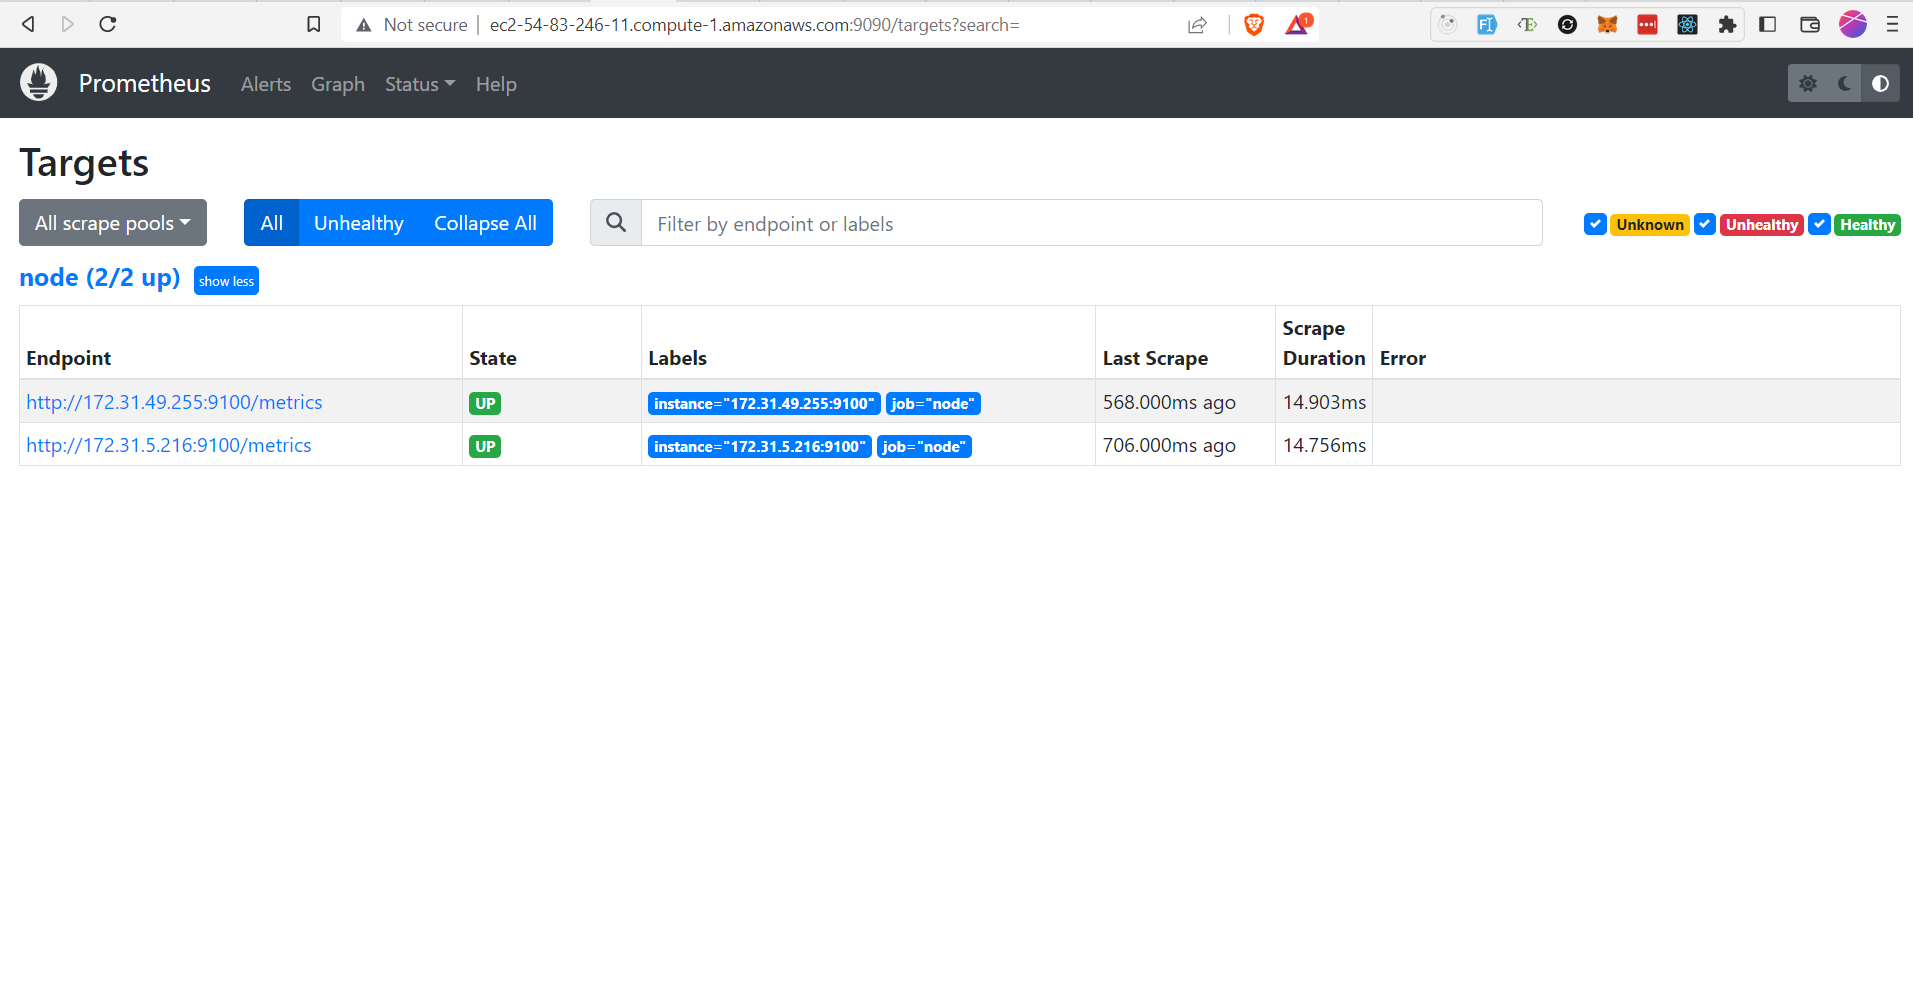 Not secure ec2-54-83-246-11.compute-1.amazonaws.com:9090/targets?search= 1
Prometheus Alerts Graph Status Help
Targets
All scrape pools All Unhealthy Collapse All Filter by endpoint or labels Unknown Unhealthy Healthy
node (2/2 up) show less
Endpoint State Labels Last Scrape Scrape Duration Error
http://172.31.49.255:9100/metrics UP instance="172.31.49.255:9100" job="node" 568.000ms ago 14.903ms
http://172.31.5.216:9100/metrics UP instance="172.31.5.216:9100" job="node" 706.000ms ago 14.756ms